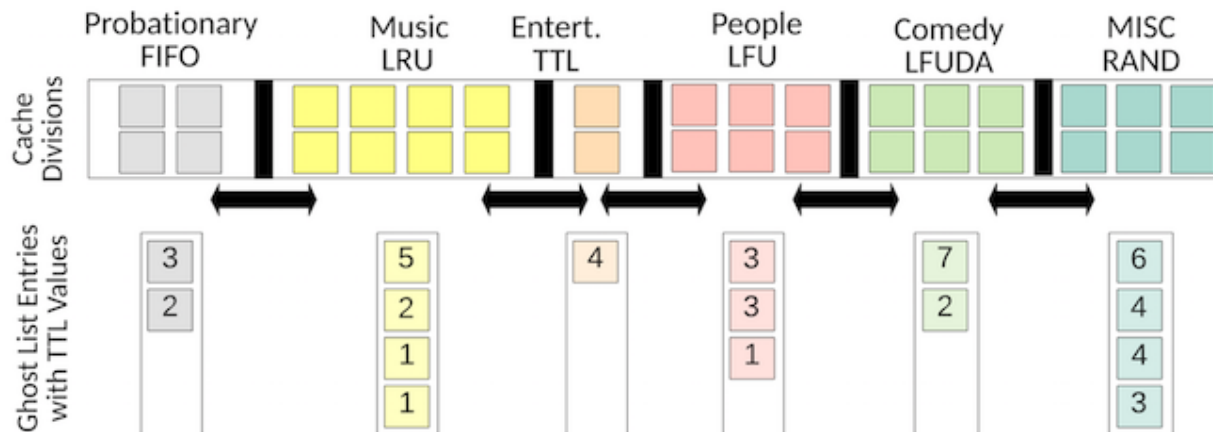 Probationary
FIFO
Music
LRU
Entert.
TTL
People
LFU
Comedy
LFUDA
MISC
RAND
Cache
Divisions
Ghost List Entries
with TTL Values
3
2
5
2
1
1
4
3
3
1
7
2
6
4
4
3